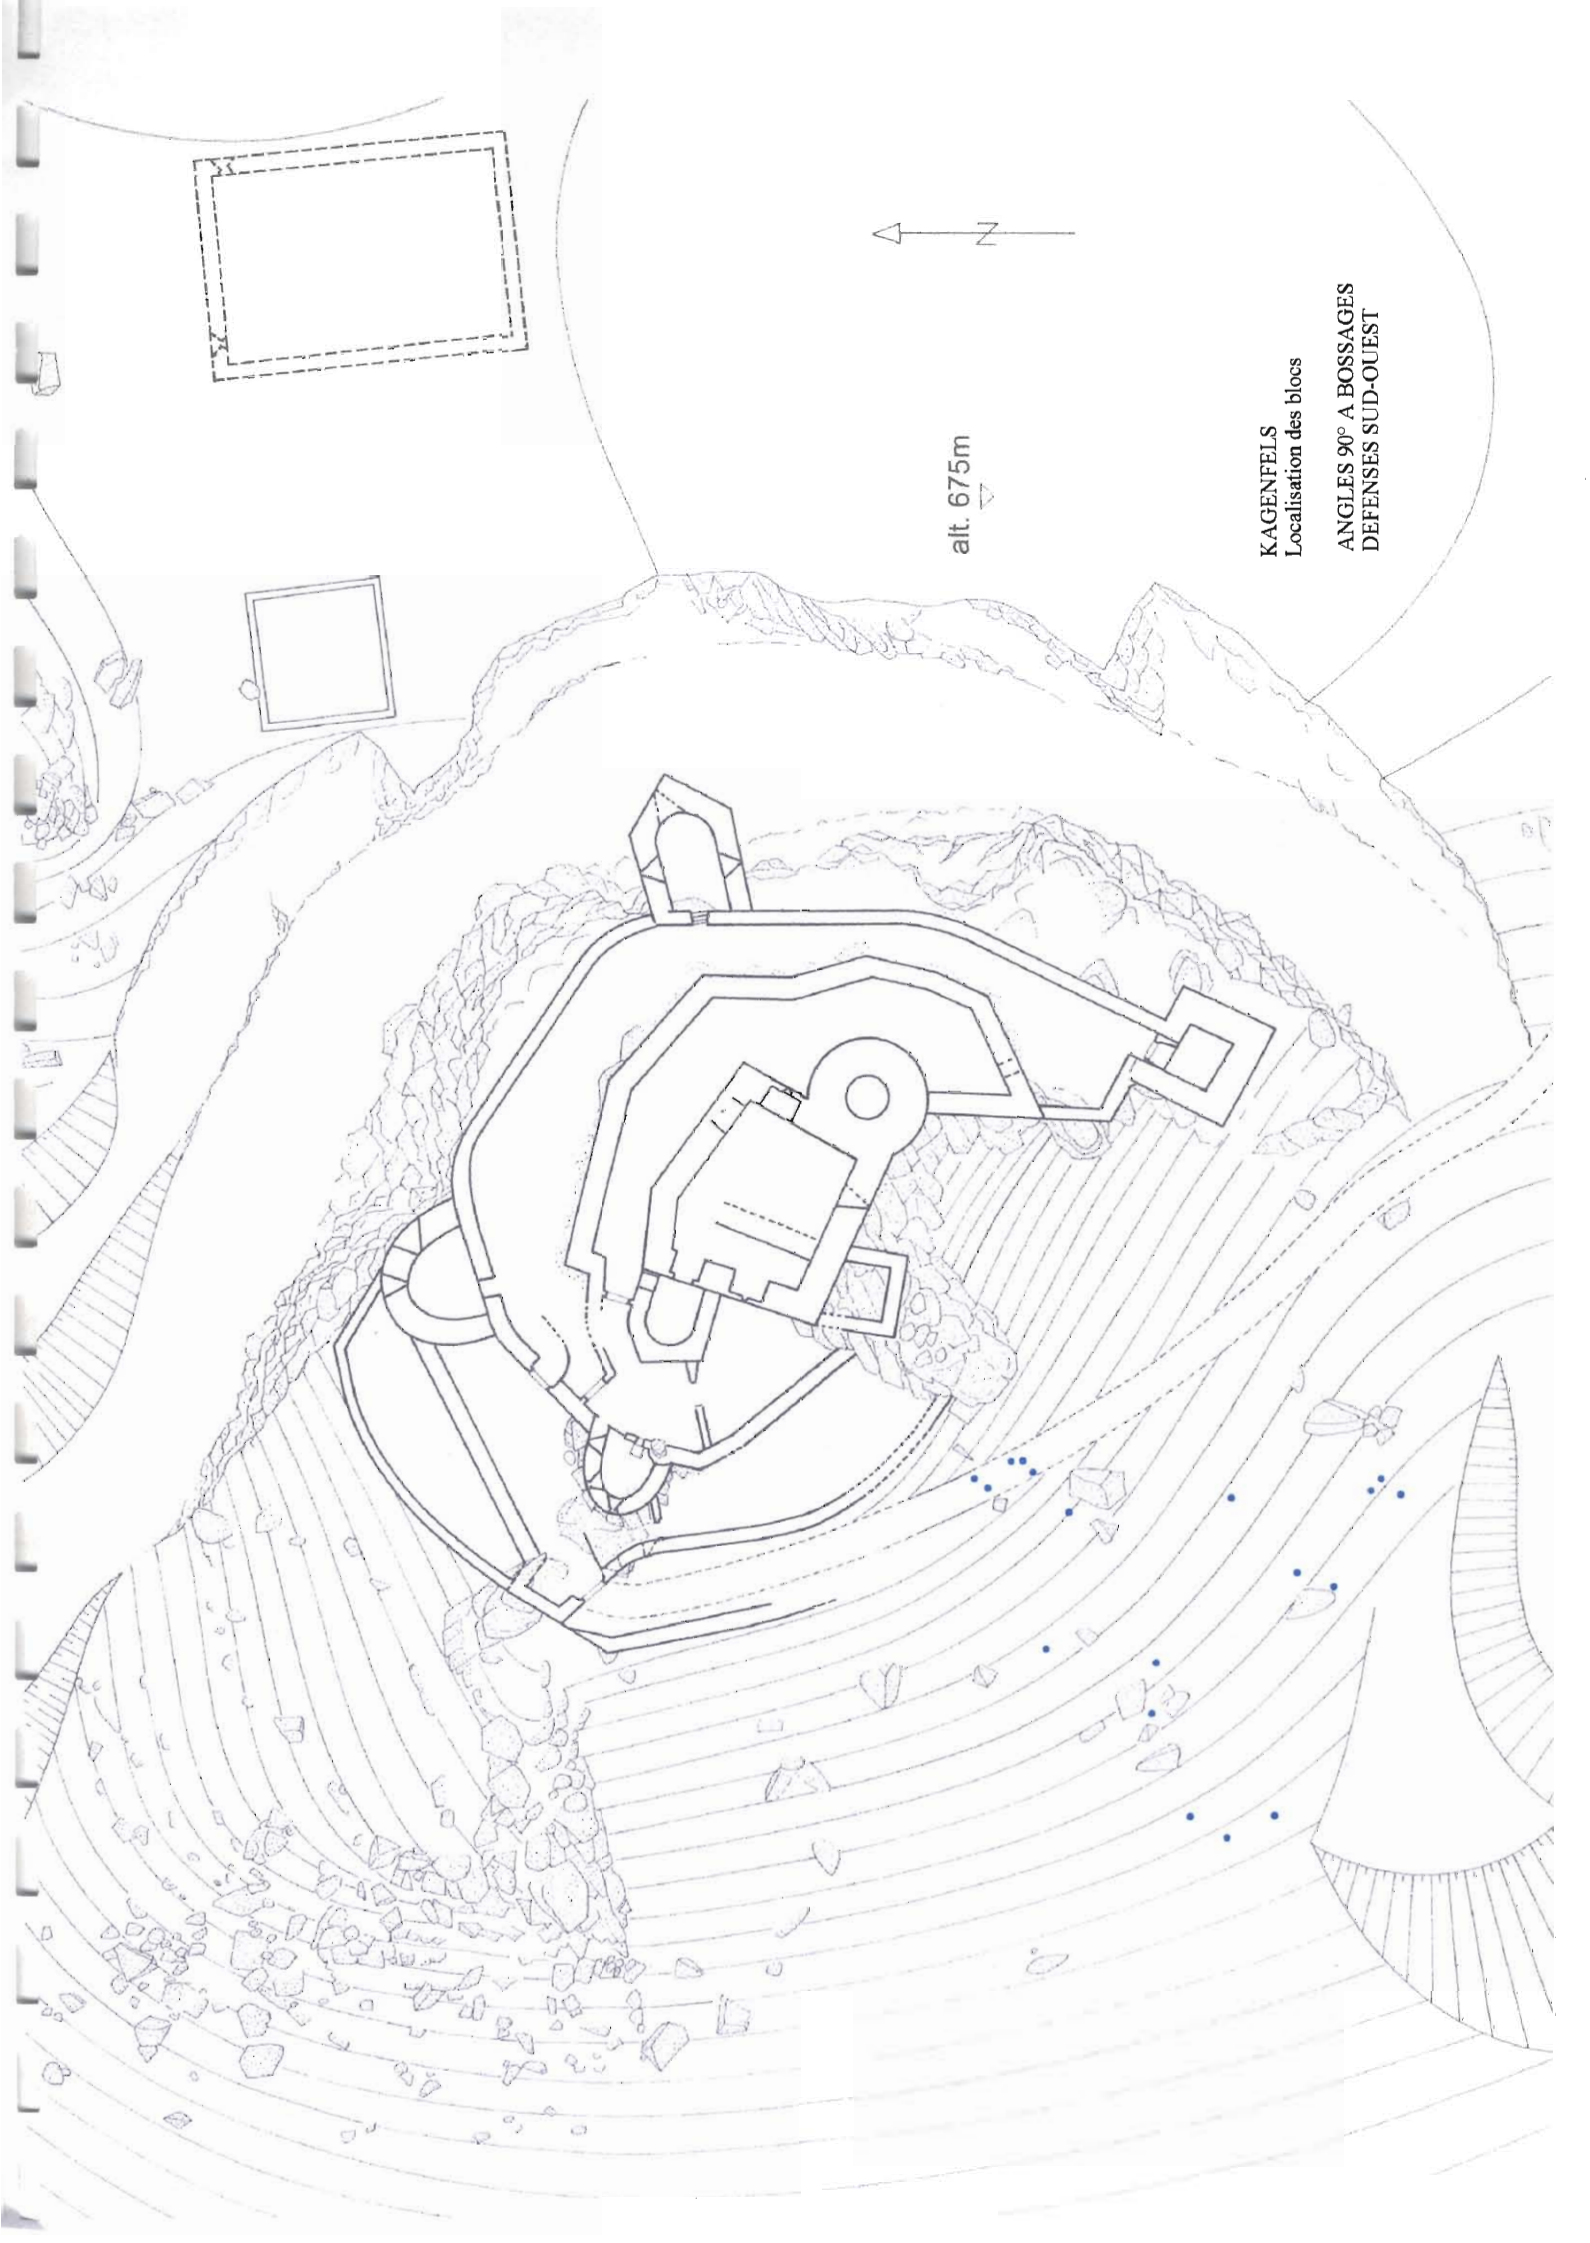 N
alt. 675m
KAGENFELS
Localisation des blocs
ANGLES 90° A BOSSAGES
DEFENSES SUD-OUEST